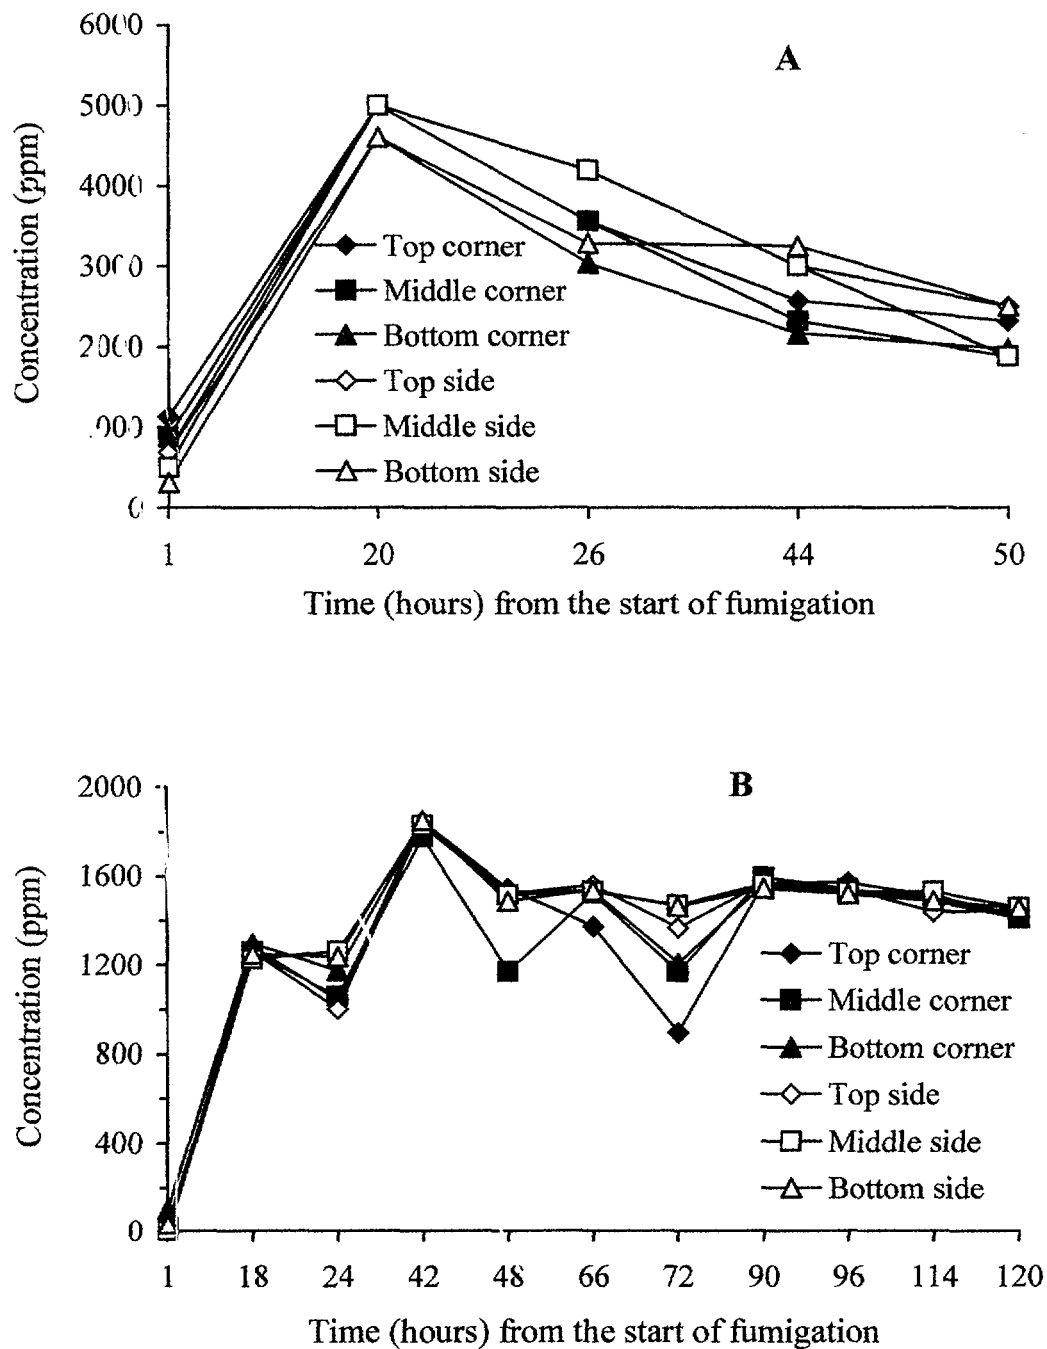 A
6000
5000
4000
3000
2000
1000
0
Concentration (ppm)
Top corner
Middle corner
Bottom corner
Top side
Middle side
Bottom side
1 20 26 44 50
Time (hours) from the start of fumigation
B
2000
1600
1200
800
400
0
Concentration (ppm)
Top corner
Middle corner
Bottom corner
Top side
Middle side
Bottom side
1 18 24 42 48 66 72 90 96 114 120
Time (hours) from the start of fumigation